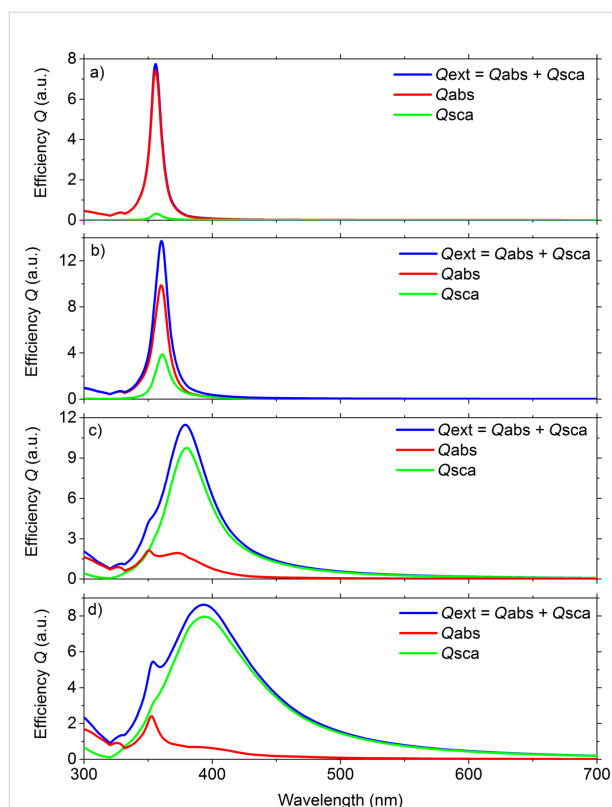 a)
Qext = Qabs + Qsca
Qabs
Qsca
Efficiency Q (a.u.)
8
6
4
2
0
b)
Qext = Qabs + Qsca
Qabs
Qsca
Efficiency Q (a.u.)
12
8
4
0
c)
Qext = Qabs + Qsca
Qabs
Qsca
Efficiency Q (a.u.)
12
9
6
3
0
d)
Qext = Qabs + Qsca
Qabs
Qsca
Efficiency Q (a.u.)
8
6
4
2
0
300 400 500 600 700
Wavelength (nm)